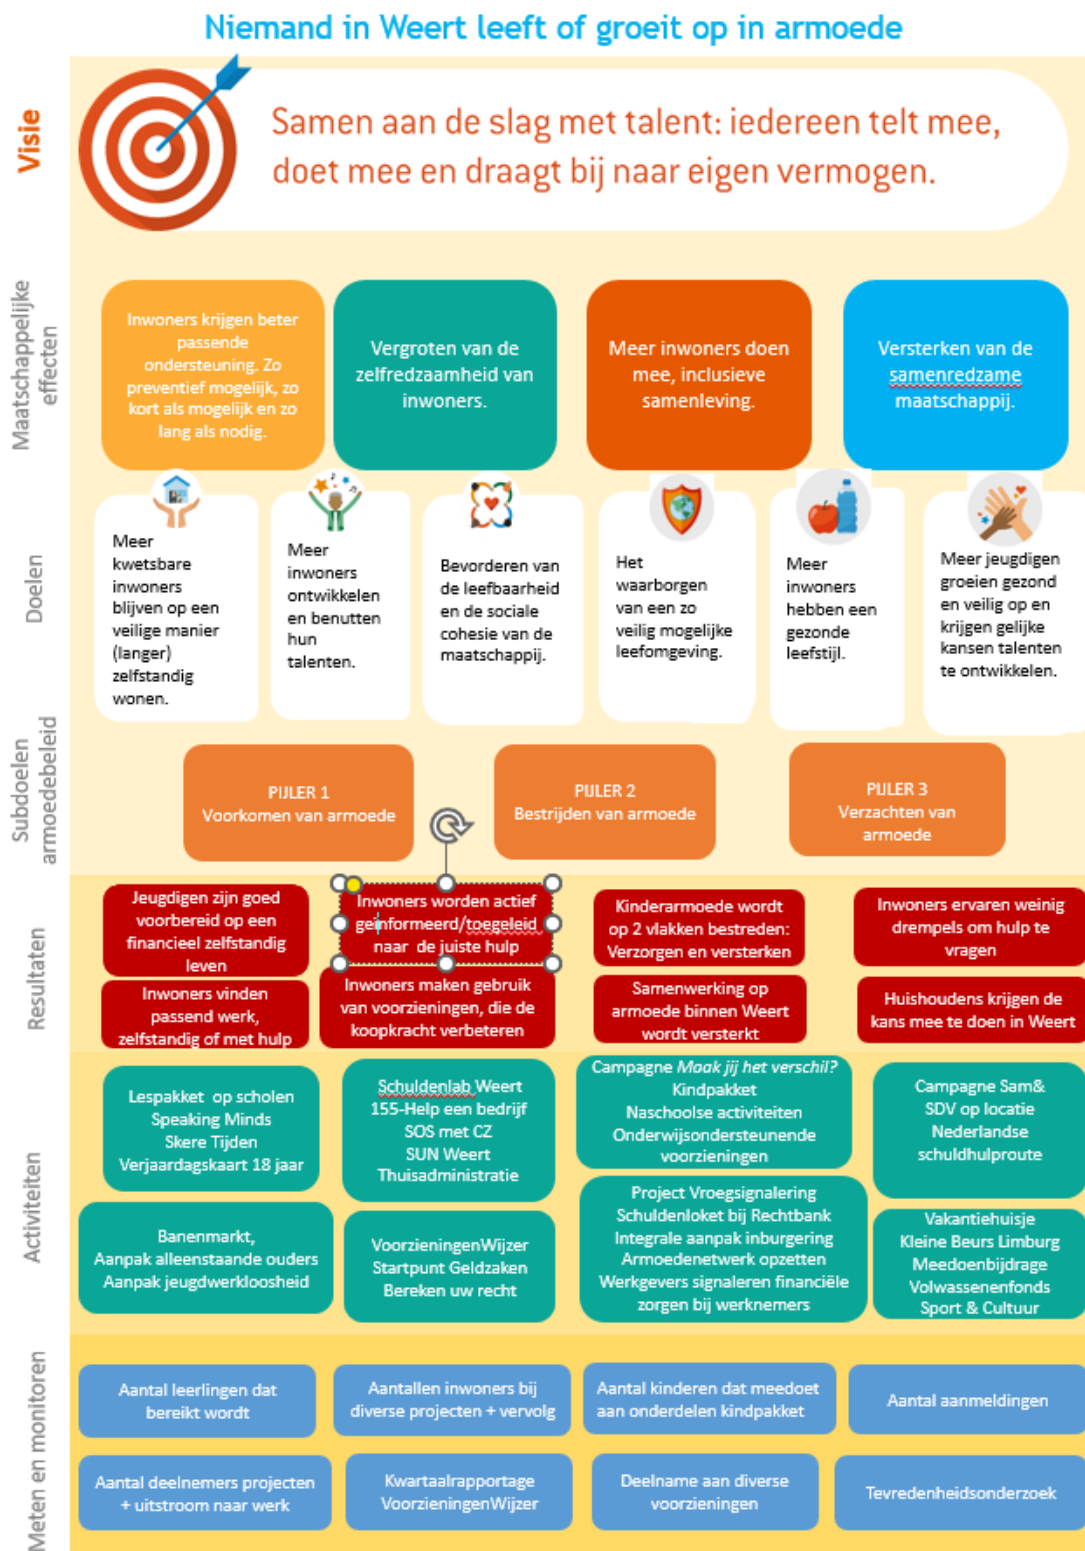 Niemand in Weert leeft of groeit op in armoede
Visie
Samen aan de slag met talent: iedereen telt mee,
doet mee en draagt bij naar eigen vermogen.
Maatschappelijke
effecten
Inwoners krijgen beter
passende
ondersteuning. Zo
preventief mogelijk, zo
kort als mogelijk en zo
lang als nodig.
Vergroten van de
zelfredzaamheid van
inwoners.
Meer inwoners doen
mee, inclusieve
samenleving.
Versterken van de
samenredzame
maatschappij.
Doelen
Meer
kwetsbare
inwoners
blijven op een
veilige manier
(langer)
zelfstandig
wonen.
Meer
inwoners
ontwikkelen
en benutten
hun
talenten.
Bevorderen van
de leefbaarheid
en de sociale
cohesie van de
maatschappij.
Het
waarborgen
van een zo
veilig mogelijke
leefomgeving.
Meer
inwoners
hebben een
gezonde
leefstijl.
Meer jeugdigen
groeien gezond
en veilig op en
krijgen gelijke
kansen talenten
te ontwikkelen.
Subdoelen
armoedebeleid
PIJLER 1
Voorkomen van armoede
PIJLER 2
Bestrijden van armoede
PIJLER 3
Verzachten van
armoede
Resultaten
Jeugdigen zijn goed
voorbereid op een
financieel zelfstandig
leven
Inwoners worden actief
geïnformeerd/toegeleid
naar de juiste hulp
Kinderarmoede wordt
op 2 vlakken bestreden:
Verzorgen en versterken
Inwoners ervaren weinig
drempels om hulp te
vragen
Inwoners vinden
passend werk,
zelfstandig of met hulp
Inwoners maken gebruik
van voorzieningen, die de
koopkracht verbeteren
Samenwerking op
armoede binnen Weert
wordt versterkt
Huishoudens krijgen de
kans mee te doen in Weert
Activiteiten
Lespakket op scholen
Speaking Minds
Skere Tijden
Verjaardagskaart 18 jaar
Schuldenlab Weert
155-Help een bedrijf
SOS met CZ
SUN Weert
Thuisadministratie
Campagne Maak jij het verschil?
Kindpakket
Naschoolse activiteiten
Onderwijsondersteunende
voorzieningen
Campagne Sam&
SDV op locatie
Nederlandse
schuldhulproute
Banenmarkt,
Aanpak alleenstaande ouders
Aanpak jeugdwerkloosheid
VoorzieningenWijzer
Startpunt Geldzaken
Bereken uw recht
Project Vroegsignalering
Schuldenloket bij Rechtbank
Integrale aanpak inburgering
Armoedenetwerk opzetten
Werkgevers signaleren financiële
zorgen bij werknemers
Vakantiehuisje
Kleine Beurs Limburg
Meedoenbijdrage
Volwassenenfonds
Sport & Cultuur
Meten en monitoren
Aantal leerlingen dat
bereikt wordt
Aantallen inwoners bij
diverse projecten + vervolg
Aantal kinderen dat meedoet
aan onderdelen kindpakket
Aantal aanmeldingen
Aantal deelnemers projecten
+ uitstroom naar werk
Kwartaalrapportage
VoorzieningenWijzer
Deelname aan diverse
voorzieningen
Tevredenheidsonderzoek